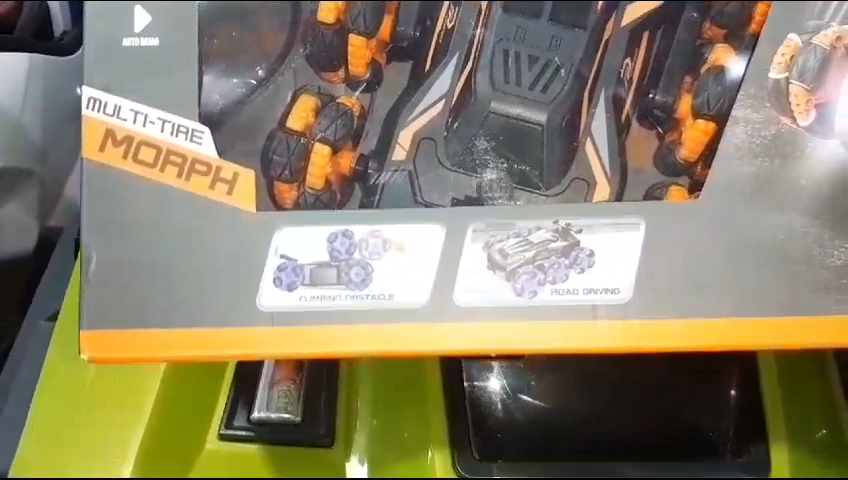 AUTO DEMO
MULTI-TIRE
MORPH
CLIMBING OBSTACLE
ROAD DRIVING